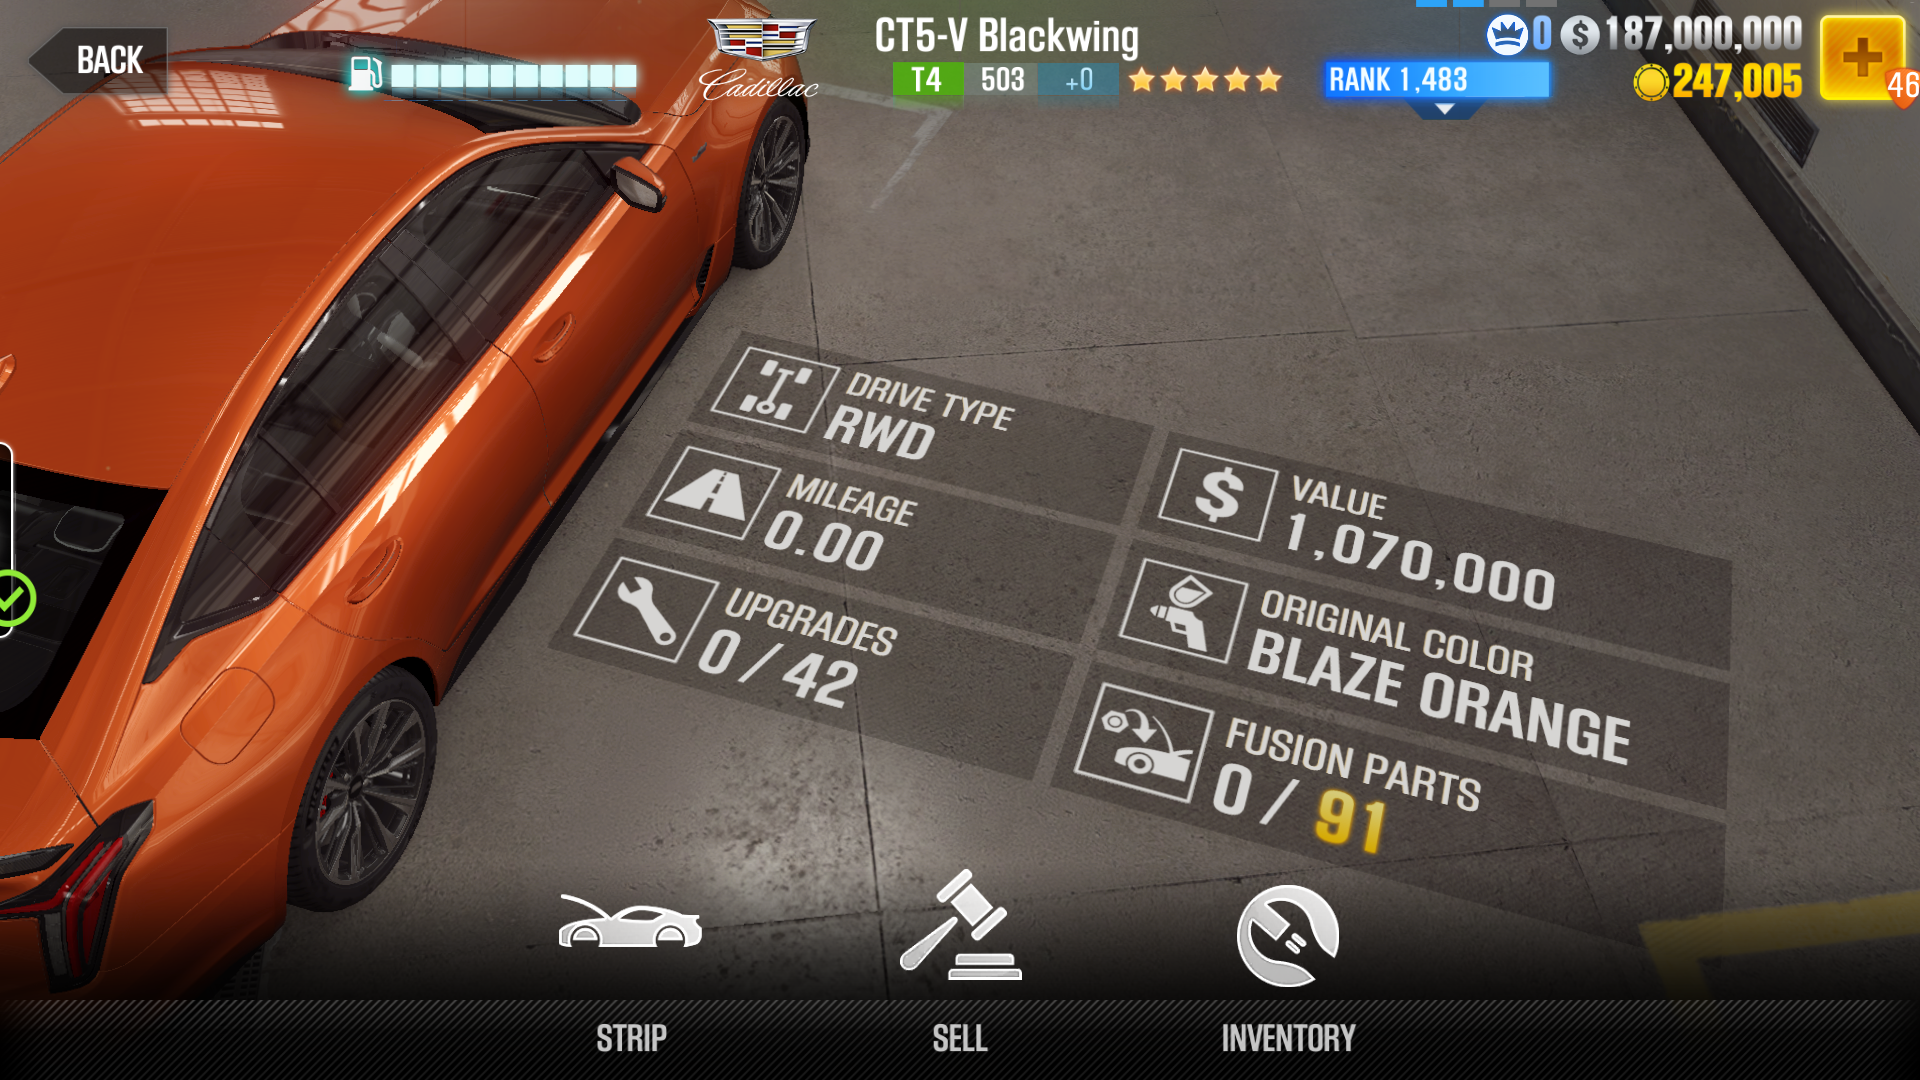 BACK
Cadillac
CT5-V Blackwing
T4 503 +0
RANK 1,483
0 $ 187,000,000
247,005
46
DRIVE TYPE
RWD
MILEAGE
0.00
UPGRADES
0 / 42
$ VALUE
1,070,000
ORIGINAL COLOR
BLAZE ORANGE
FUSION PARTS
0 / 91
STRIP
SELL
INVENTORY